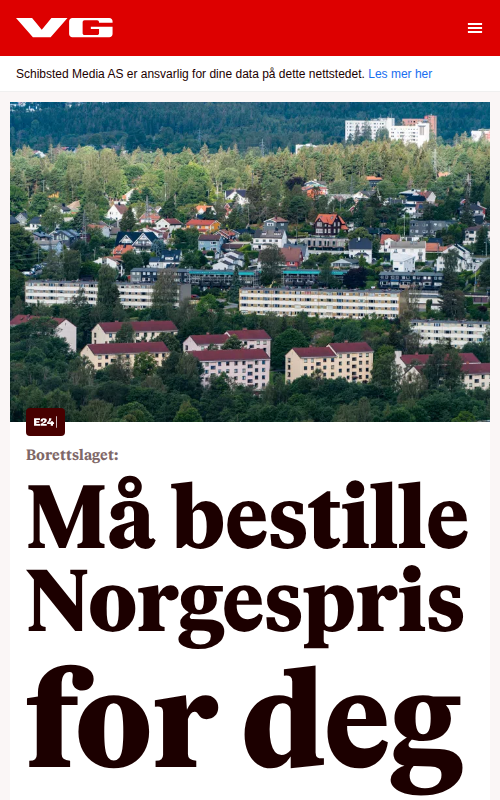 VG
Schibsted Media AS er ansvarlig for dine data på dette nettstedet. Les mer her
E24
Borettslaget:
Må bestille
Norgespris
for deg